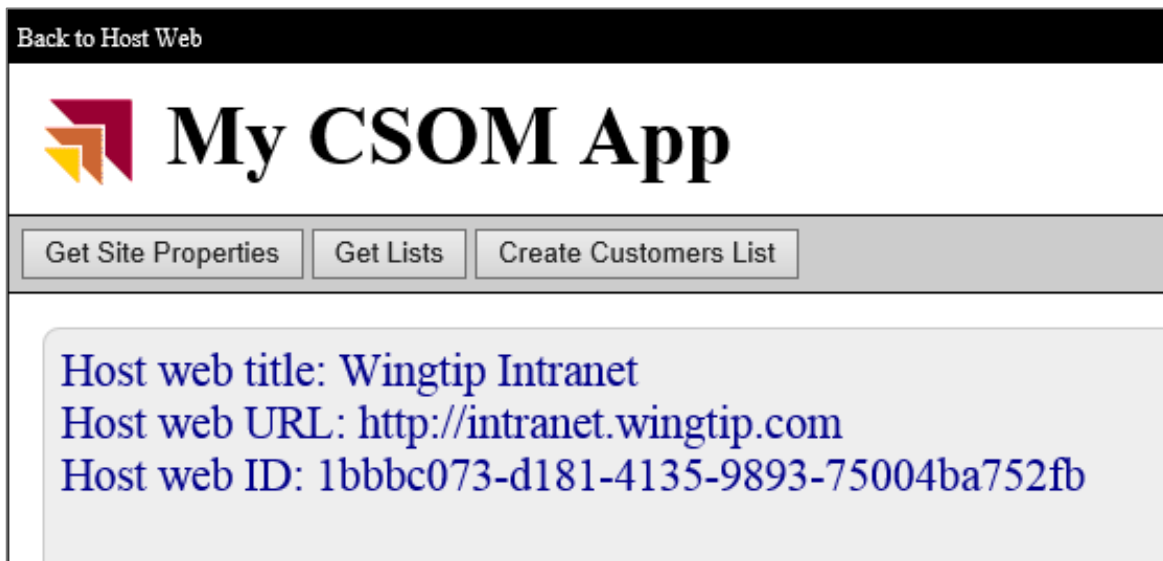 Back to Host Web
My CSOM App
Get Site Properties Get Lists Create Customers List
Host web title: Wingtip Intranet
Host web URL: http://intranet.wingtip.com
Host web ID: 1bbbc073-d181-4135-9893-75004ba752fb